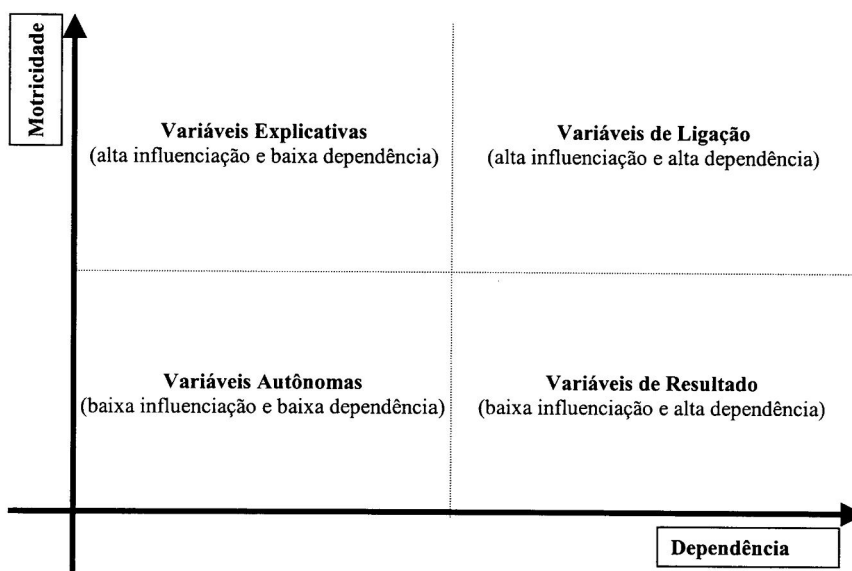 Motricidade
Variáveis Explicativas
(alta influenciação e baixa dependência)
Variáveis de Ligação
(alta influenciação e alta dependência)
Variáveis Autônomas
(baixa influenciação e baixa dependência)
Variáveis de Resultado
(baixa influenciação e alta dependência)
Dependência